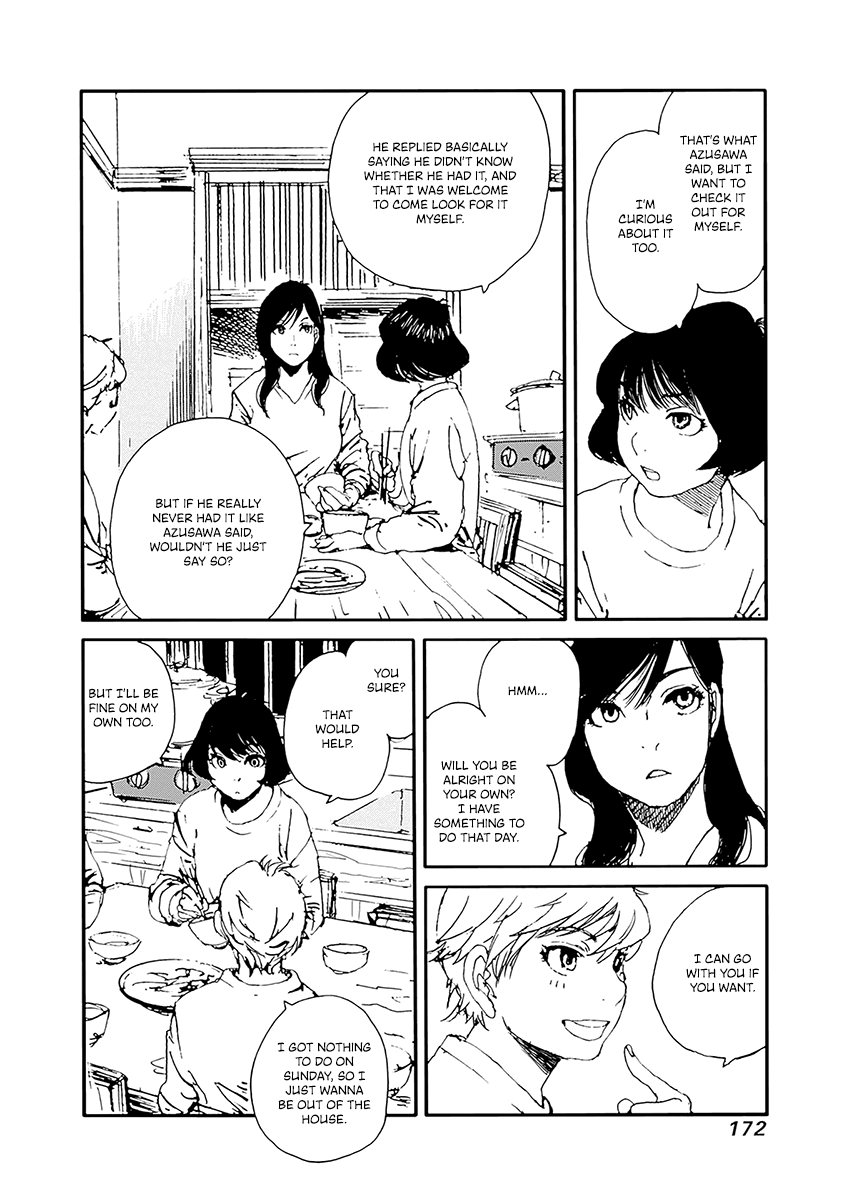 THAT'S WHAT
AZUSAWA
SAID, BUT I
WANT TO
CHECK IT
OUT FOR
MYSELF.
I'M
CURIOUS
ABOUT IT
TOO.
HE REPLIED BASICALLY
SAYING HE DIDN'T KNOW
WHETHER HE HAD IT, AND
THAT I WAS WELCOME
TO COME LOOK FOR IT
MYSELF.
BUT IF HE REALLY
NEVER HAD IT LIKE
AZUSAWA SAID,
WOULDN'T HE JUST
SAY SO?
HMM...
WILL YOU BE
ALRIGHT ON
YOUR OWN?
I HAVE
SOMETHING TO
DO THAT DAY.
I CAN GO
WITH YOU IF
YOU WANT.
YOU
SURE?
THAT
WOULD
HELP.
BUT I'LL BE
FINE ON MY
OWN TOO.
I GOT NOTHING
TO DO ON
SUNDAY, SO I
JUST WANNA
BE OUT OF THE
HOUSE.
172